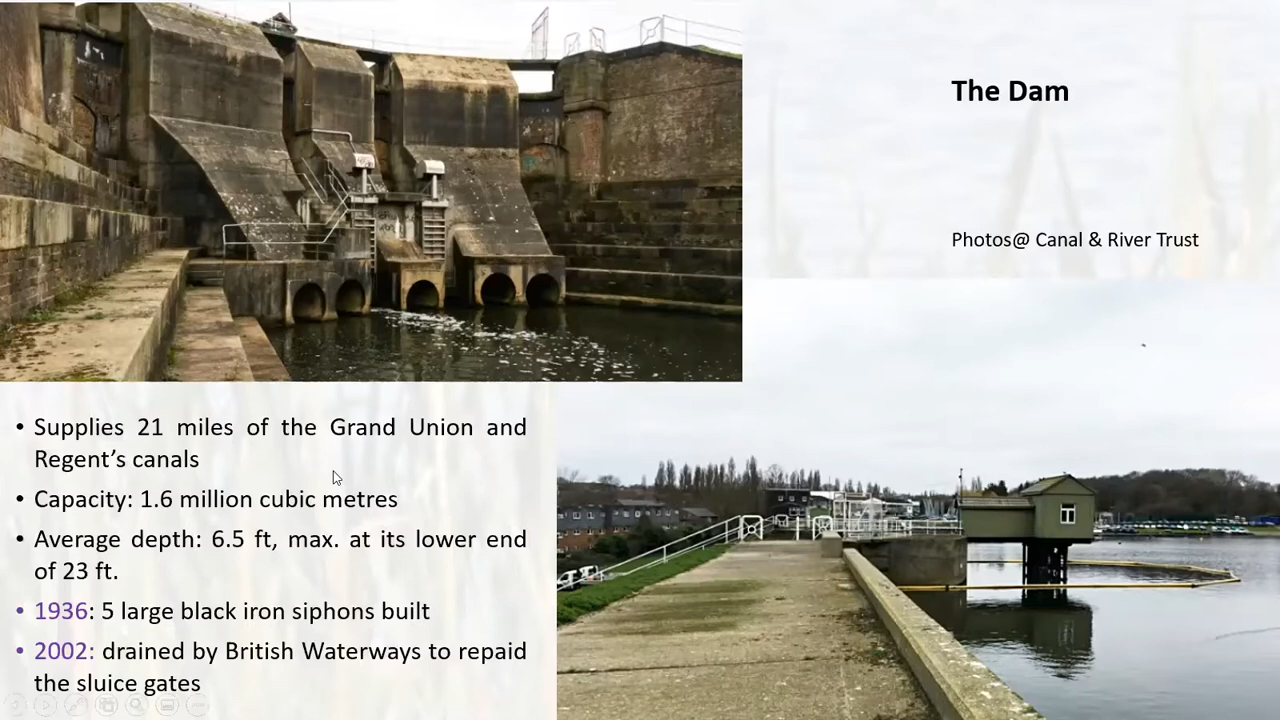 The Dam
Photos@ Canal & River Trust
• Supplies 21 miles of the Grand Union and
Regent’s canals
• Capacity: 1.6 million cubic metres
• Average depth: 6.5 ft, max. at its lower end
of 23 ft.
• 1936: 5 large black iron siphons built
• 2002: drained by British Waterways to repaid
the sluice gates